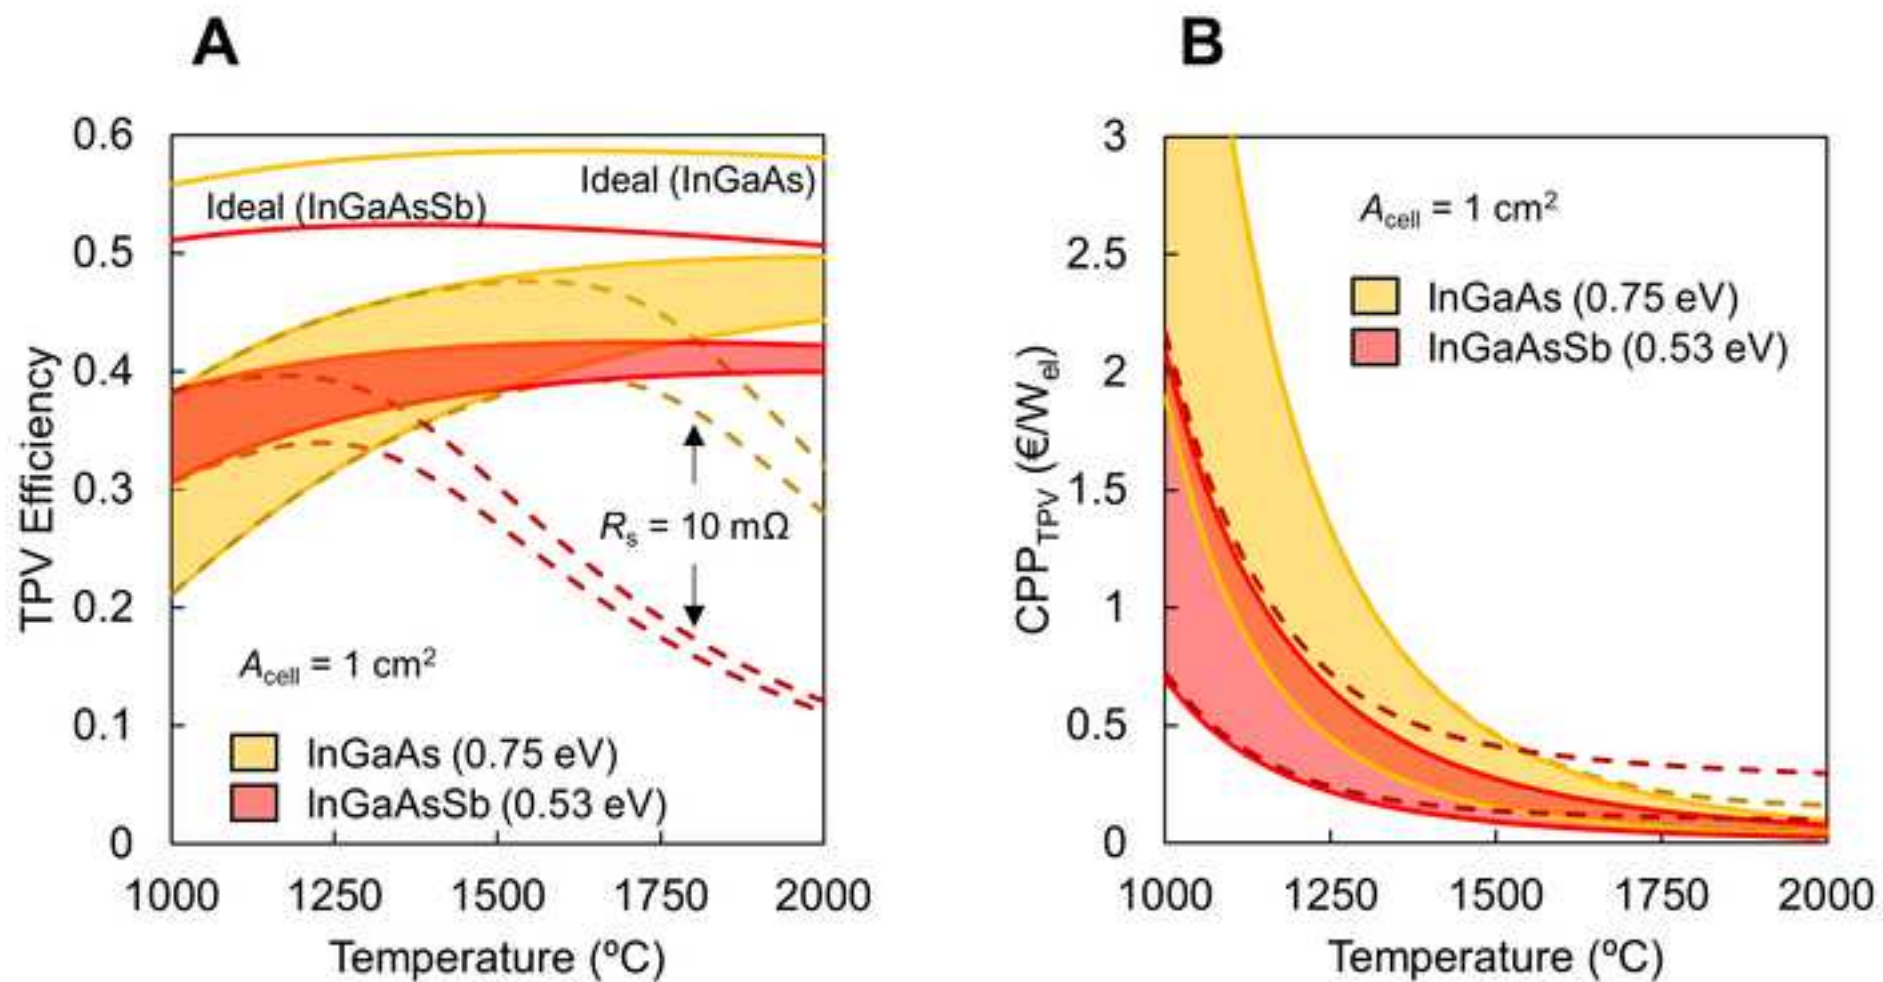 A
TPV Efficiency
0.6
0.5
0.4
0.3
0.2
0.1
0
Ideal (InGaAs)
Ideal (InGaAsSb)
Rs = 10 mΩ
Acell = 1 cm²
InGaAs (0.75 eV)
InGaAsSb (0.53 eV)
1000 1250 1500 1750 2000
Temperature (ºC)
B
CPPTPV (€/Wel)
3
2.5
2
1.5
1
0.5
0
Acell = 1 cm²
InGaAs (0.75 eV)
InGaAsSb (0.53 eV)
1000 1250 1500 1750 2000
Temperature (ºC)